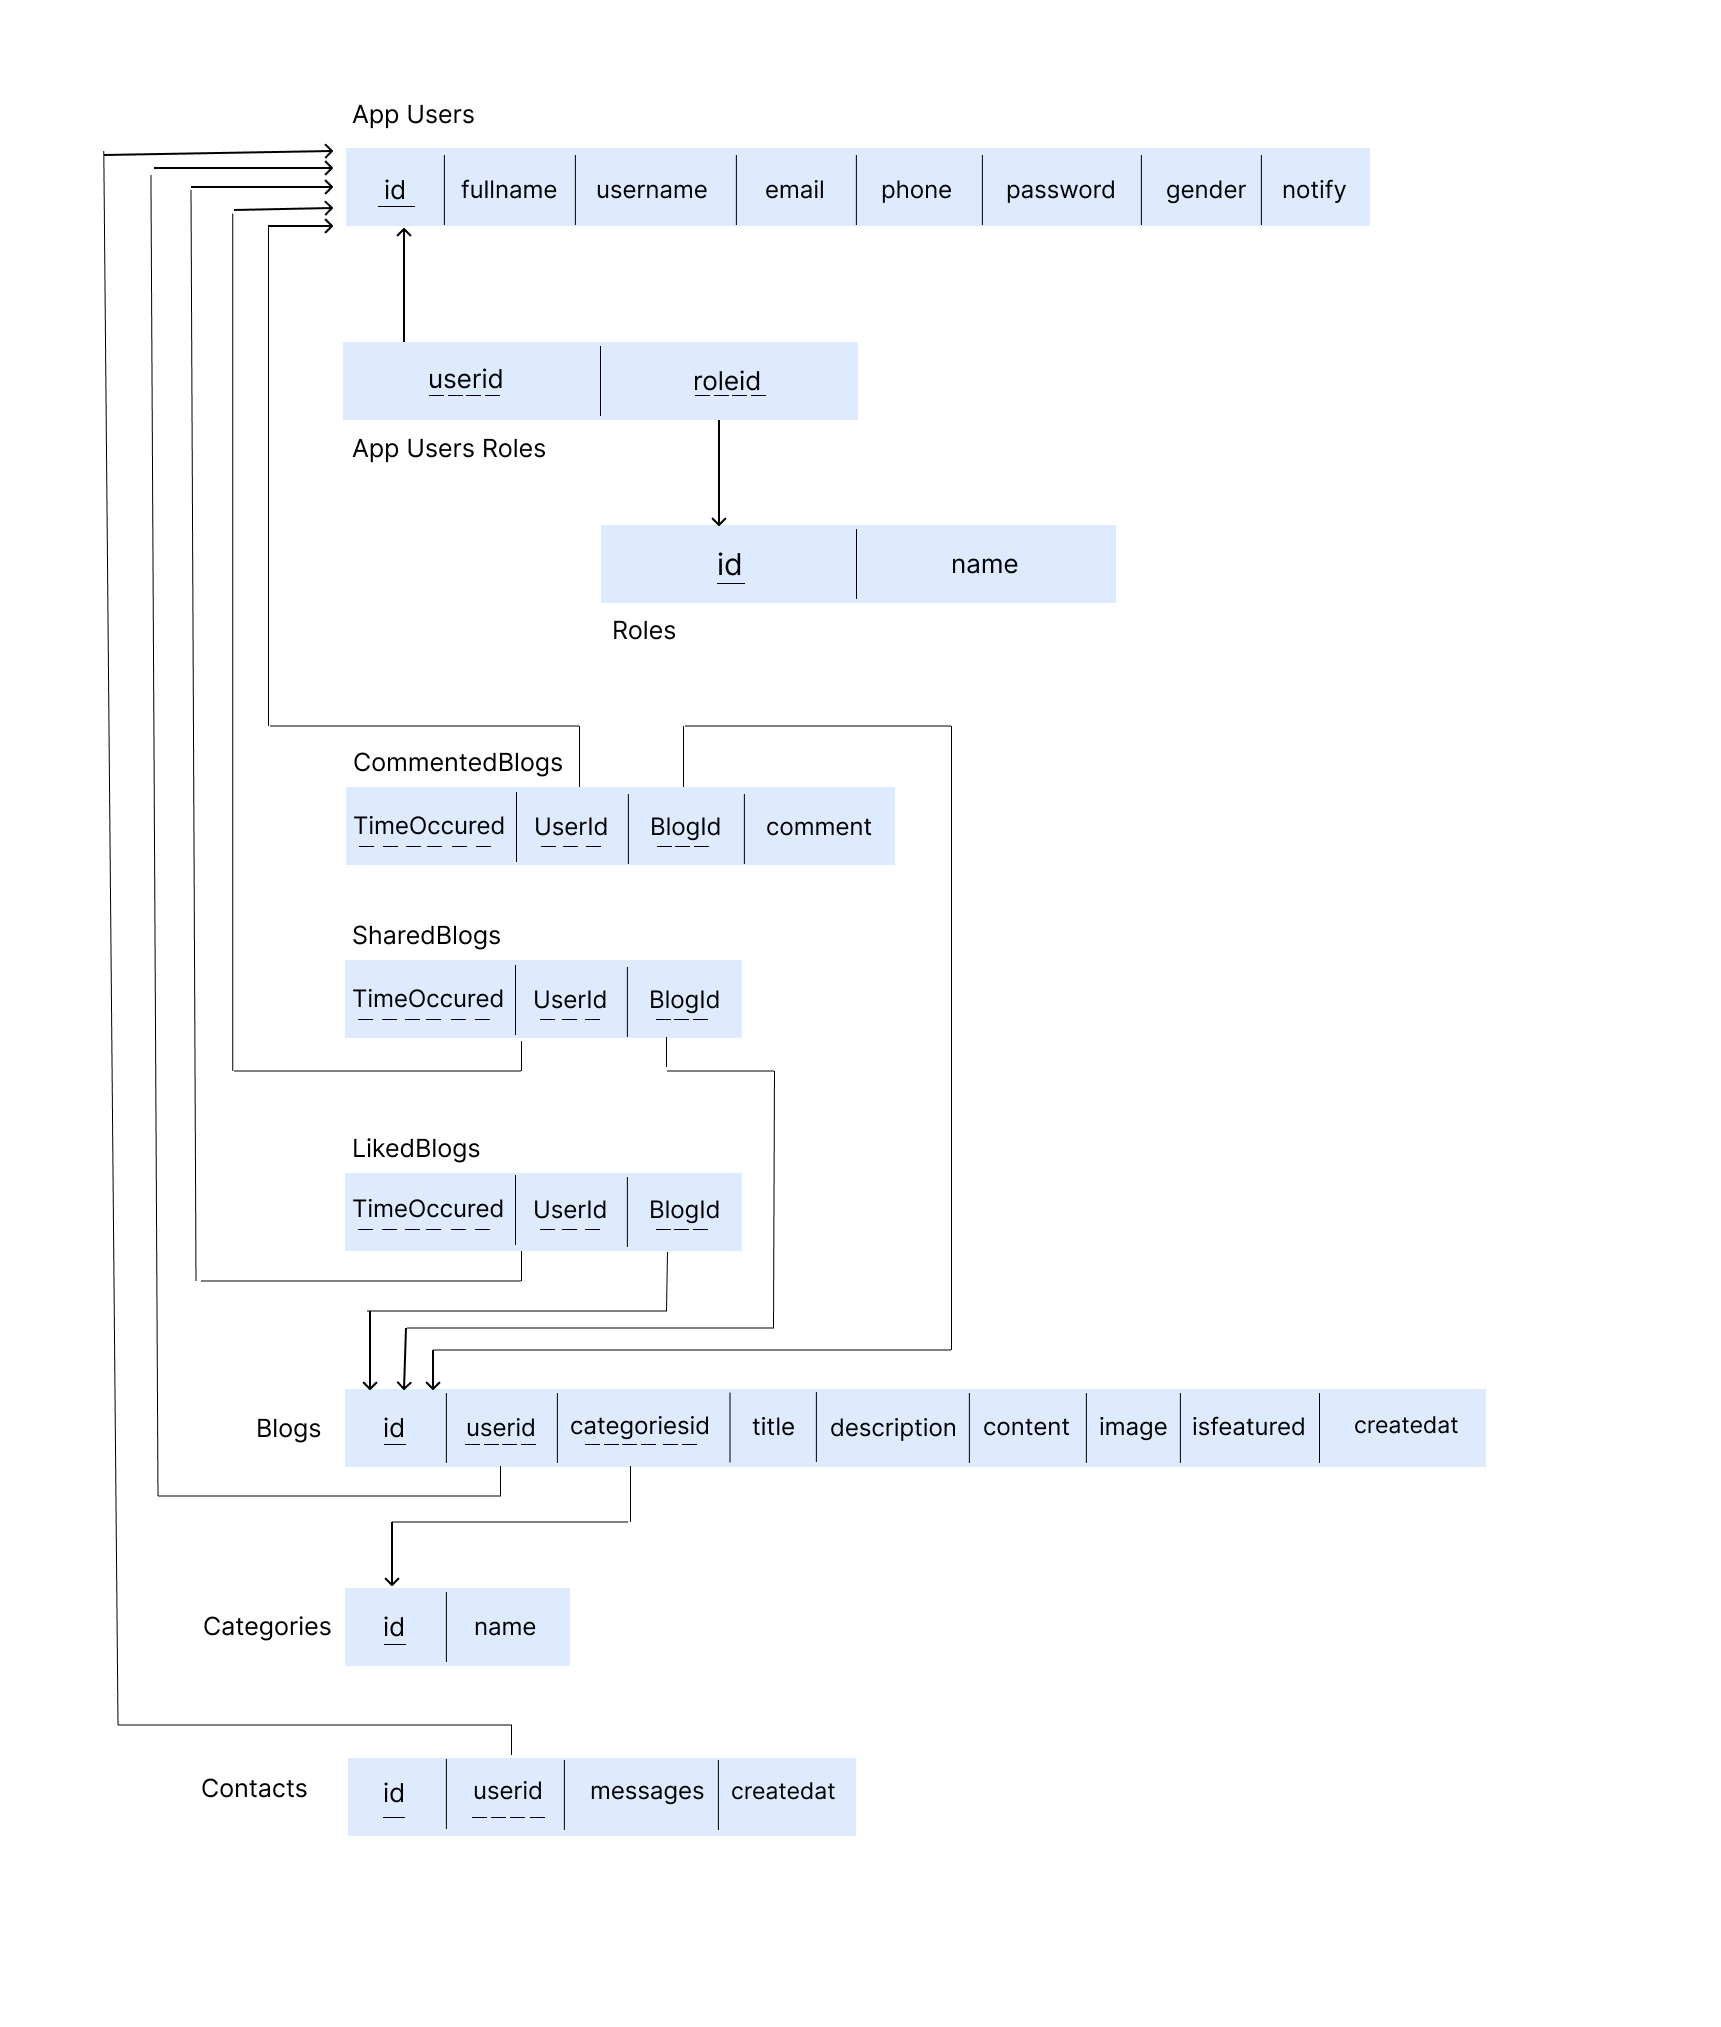 App Users
id fullname username email phone password gender notify
userid roleid
App Users Roles
id name
Roles
CommentedBlogs
TimeOccured UserId BlogId comment
SharedBlogs
TimeOccured UserId BlogId
LikedBlogs
TimeOccured UserId BlogId
Blogs id userid categoriesid title description content image isfeatured createdat
Categories id name
Contacts id userid messages createdat